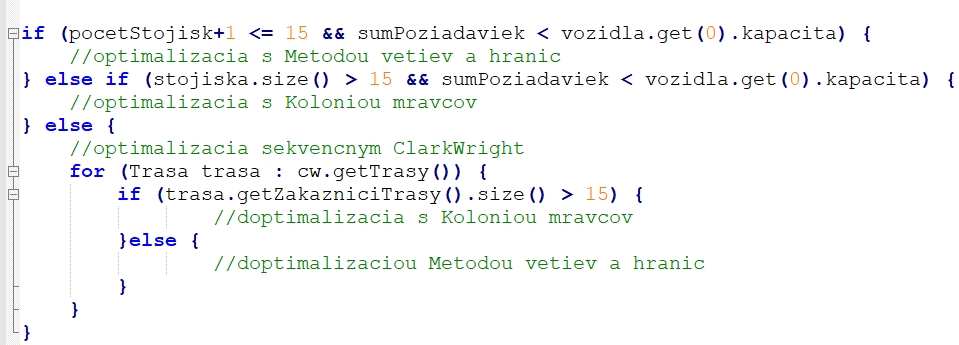 if (pocetStojisk+1 <= 15 && sumPoziadaviek < vozidla.get(0).kapacita) {
//optimalizacia s Metodou vetiev a hranic
} else if (stojiska.size() > 15 && sumPoziadaviek < vozidla.get(0).kapacita) {
//optimalizacia s Koloniou mravcov
} else {
//optimalizacia sekvencnym ClarkWright
for (Trasa trasa : cw.getTrasy()) {
if (trasa.getZakazniciTrasy().size() > 15) {
//doptimalizacia s Koloniou mravcov
}else {
//doptimalizaciou Metodou vetiev a hranic
}
}
}